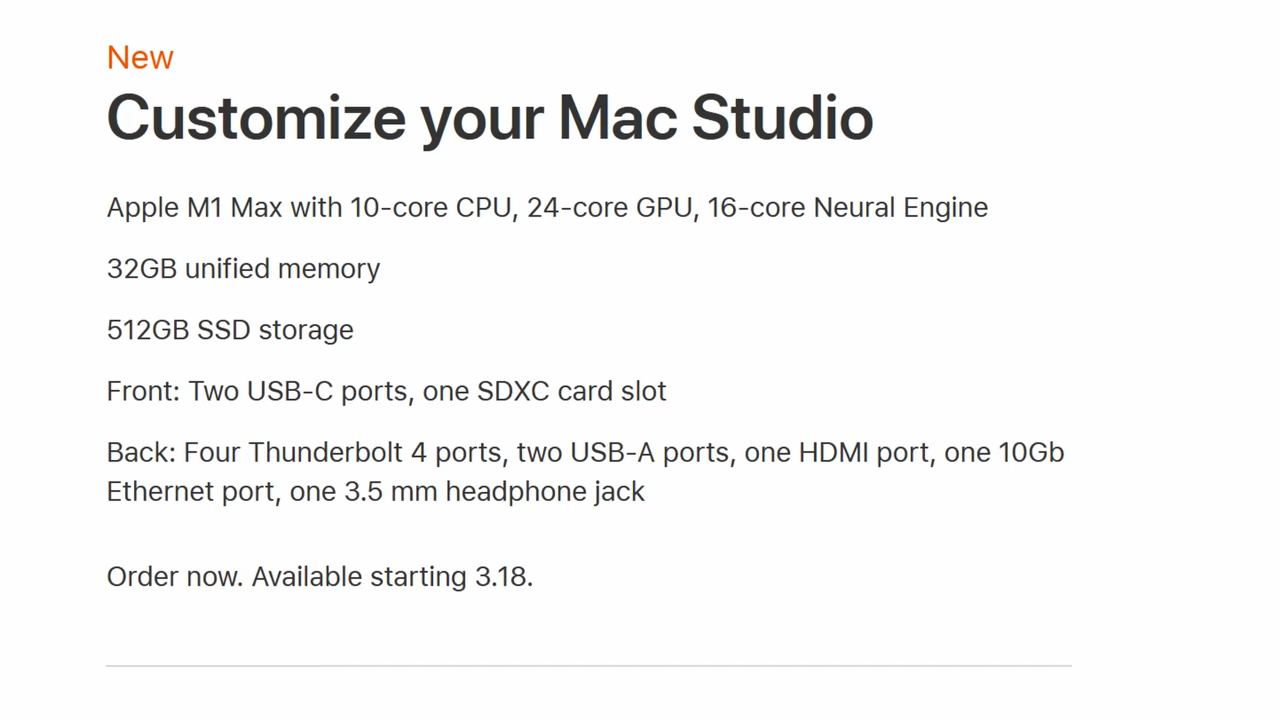 New
Customize your Mac Studio
Apple M1 Max with 10-core CPU, 24-core GPU, 16-core Neural Engine
32GB unified memory
512GB SSD storage
Front: Two USB-C ports, one SDXC card slot
Back: Four Thunderbolt 4 ports, two USB-A ports, one HDMI port, one 10Gb
Ethernet port, one 3.5 mm headphone jack
Order now. Available starting 3.18.